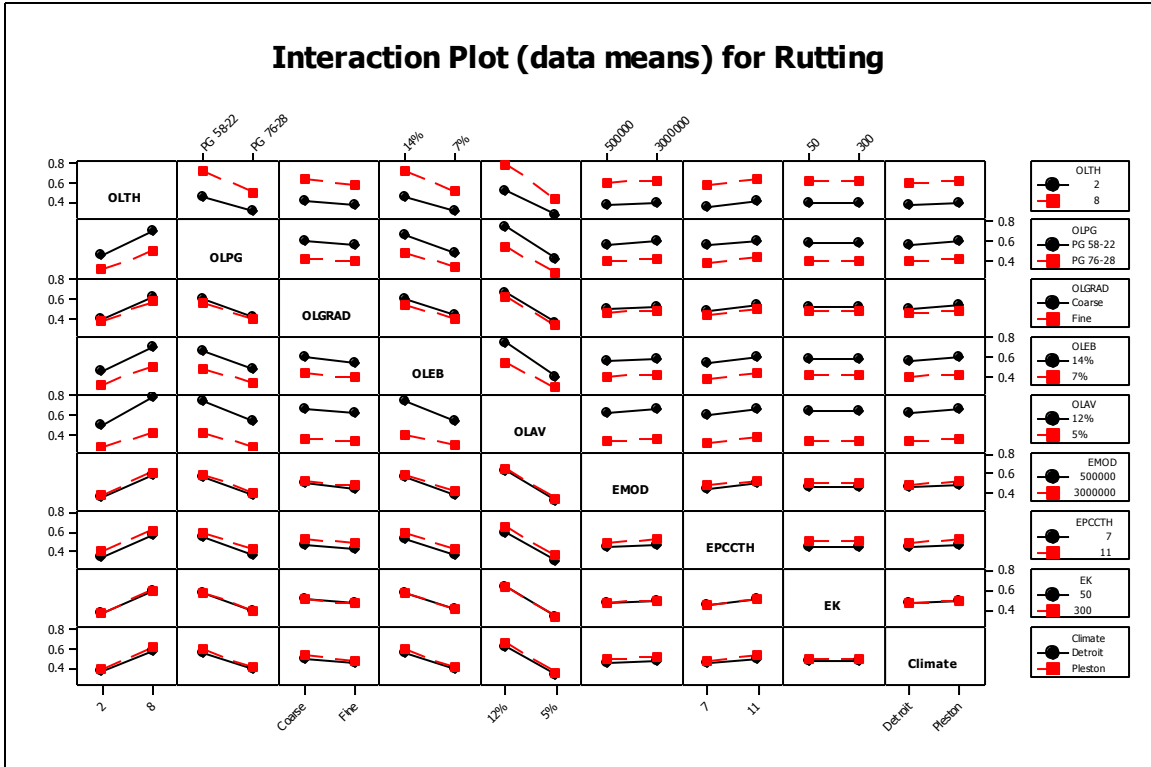 Interaction Plot (data means) for Rutting
PG 58-22 PG 76-28 14% 7% 500000 3000000 50 300
0.8
0.6
0.4
OLTH
OLTH
2
8
0.8
0.6
0.4
OLPG
OLPG
PG 58-22
PG 76-28
0.8
0.6
0.4
OLGRAD
OLGRAD
Coarse
Fine
0.8
0.6
0.4
OLEB
OLEB
14%
7%
0.8
0.6
0.4
OLAV
OLAV
12%
5%
0.8
0.6
0.4
EMOD
EMOD
500000
3000000
0.8
0.6
0.4
EPCCTH
EPCCTH
7
11
0.8
0.6
0.4
EK
EK
50
300
0.8
0.6
0.4
Climate
Climate
Detroit
Pleston
2 8 Coarse Fine 12% 5% 7 11 Detroit Pleston